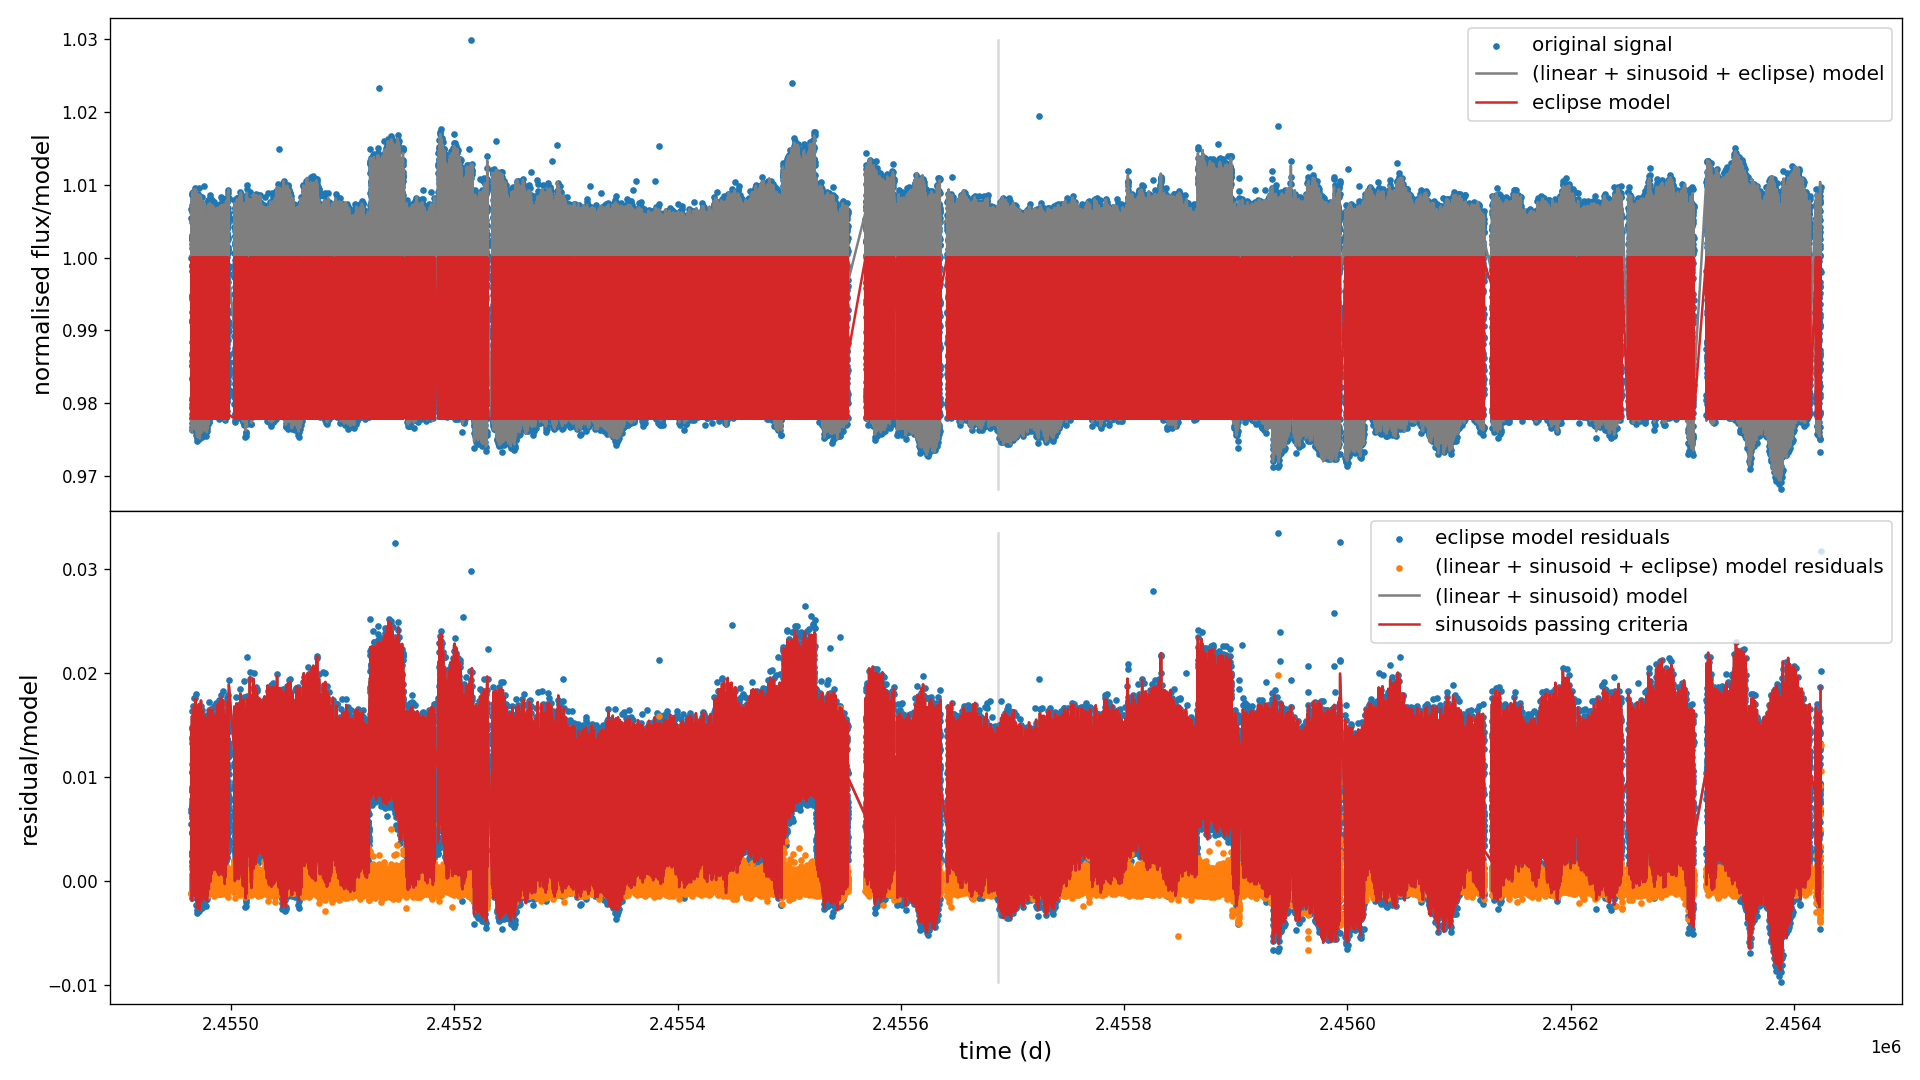 normalised flux/model
1.03
1.02
1.01
1.00
0.99
0.98
0.97
original signal
(linear + sinusoid + eclipse) model
eclipse model
residual/model
0.03
0.02
0.01
0.00
−0.01
eclipse model residuals
(linear + sinusoid + eclipse) model residuals
(linear + sinusoid) model
sinusoids passing criteria
2.4550 2.4552 2.4554 2.4556 2.4558 2.4560 2.4562 2.4564
1e6
time (d)